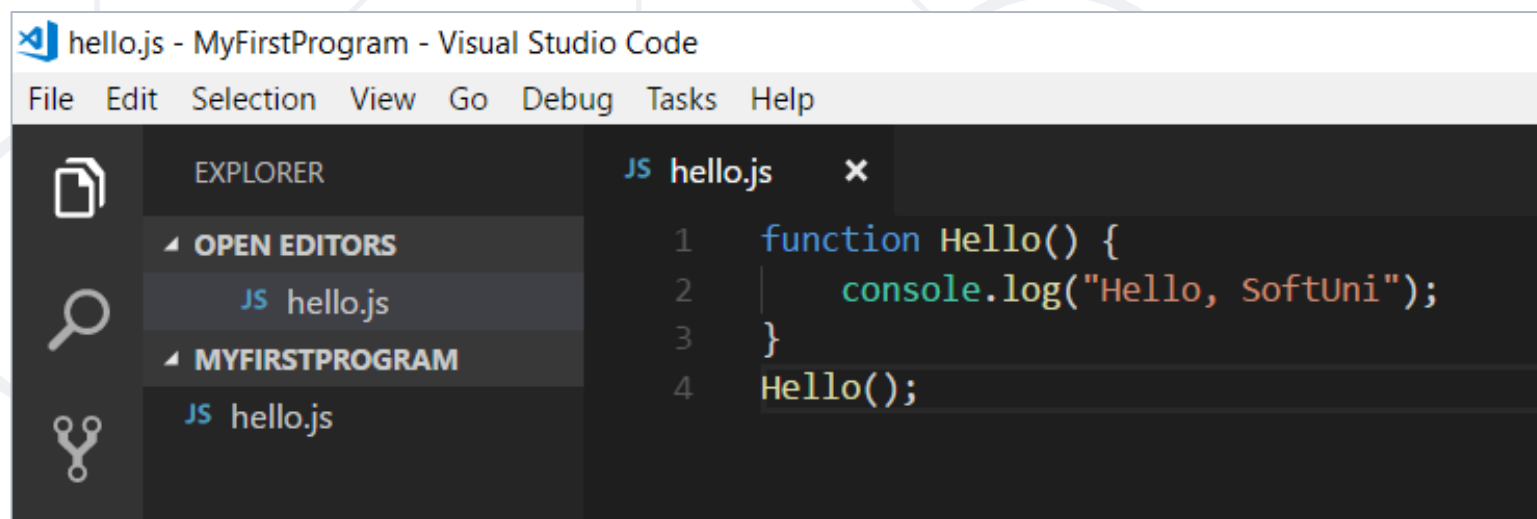 hello.js - MyFirstProgram - Visual Studio Code
File Edit Selection View Go Debug Tasks Help
EXPLORER
OPEN EDITORS
JS hello.js
MYFIRSTPROGRAM
JS hello.js
JS hello.js ×
1 function Hello() {
2     console.log("Hello, SoftUni");
3 }
4 Hello();